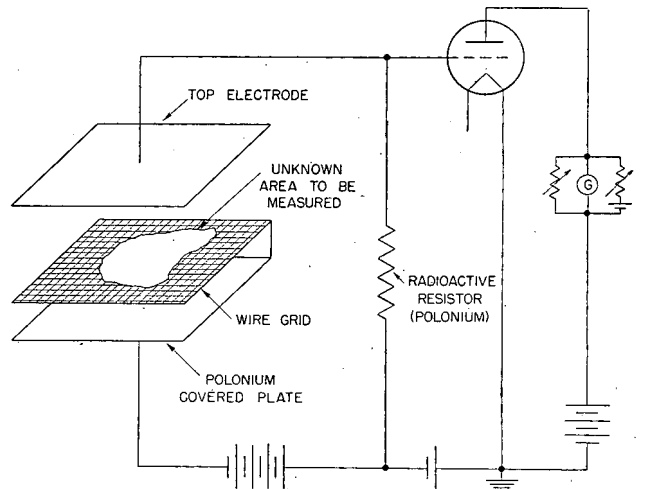 TOP ELECTRODE
UNKNOWN
AREA TO BE
MEASURED
G
RADIOACTIVE
RESISTOR
(POLONIUM)
WIRE GRID
POLONIUM
COVERED PLATE